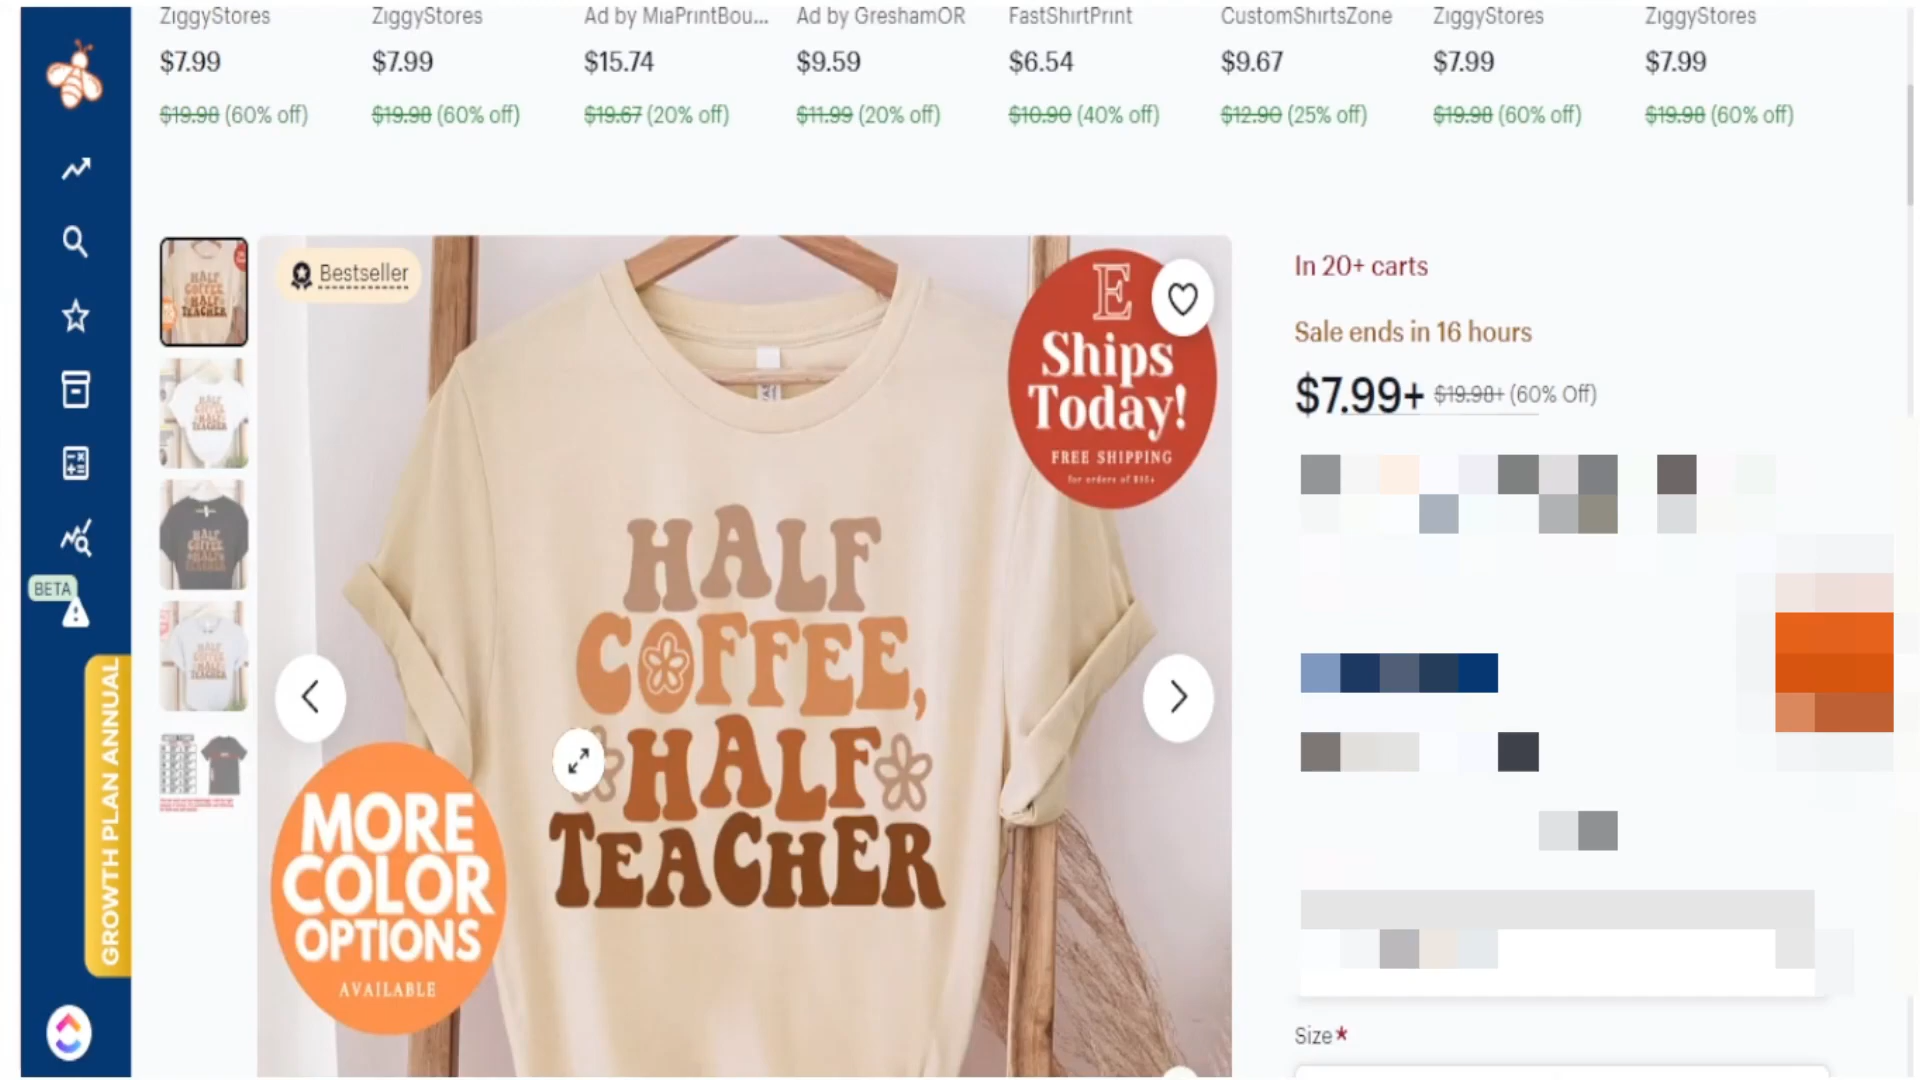 ZiggyStores ZiggyStores Ad by MiaPrintBou... Ad by GreshamOR FastShirtPrint CustomShirtsZone ZiggyStores ZiggyStores
$7.99 $7.99 $15.74 $9.59 $6.54 $9.67 $7.99 $7.99
$19.98 (60% off) $19.98 (60% off) $19.67 (20% off) $11.99 (20% off) $10.90 (40% off) $12.90 (25% off) $19.98 (60% off) $19.98 (60% off)
BETA
GROWTH PLAN ANNUAL
Bestseller
E
Ships
Today!
FREE SHIPPING
HALF
COFFEE,
HALF
TEACHER
MORE
COLOR
OPTIONS
AVAILABLE
HALF
COFFEE,
HALF
TEACHER
In 20+ carts
Sale ends in 16 hours
$7.99+ $19.98+ (60% Off)
Size*